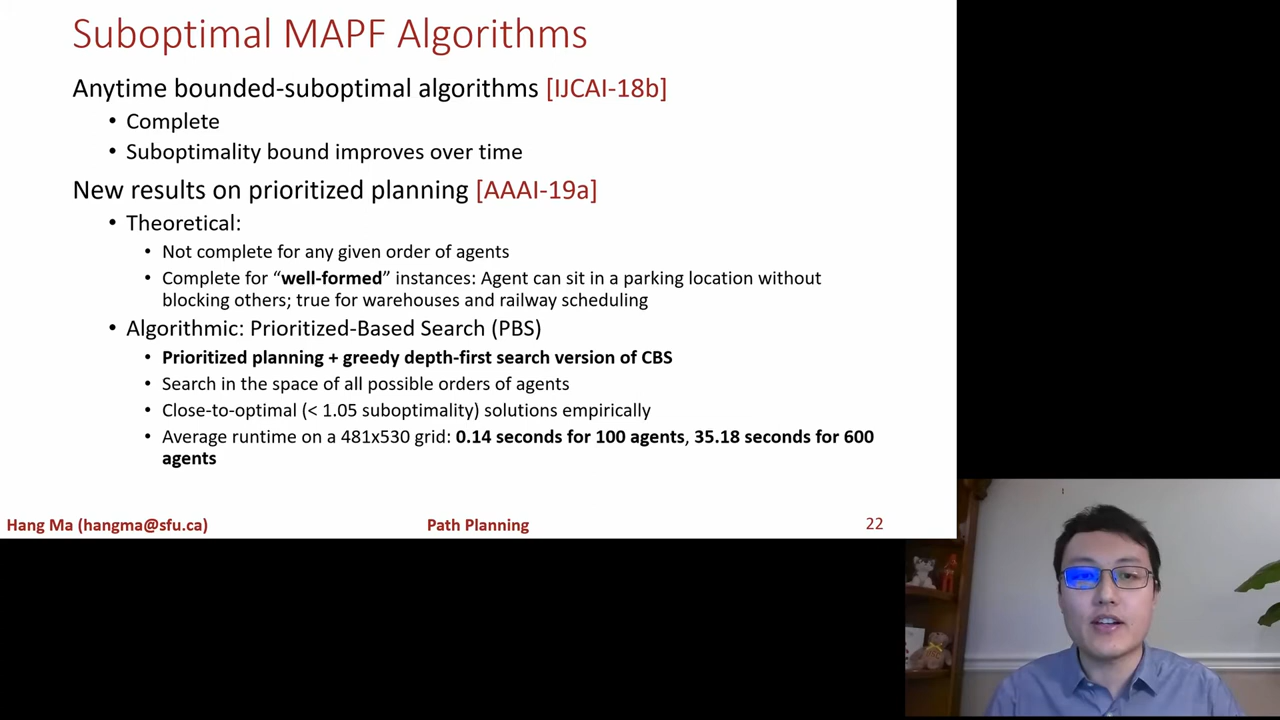 Suboptimal MAPF Algorithms
Anytime bounded-suboptimal algorithms [IJCAI-18b]
• Complete
• Suboptimality bound improves over time
New results on prioritized planning [AAAI-19a]
• Theoretical:
• Not complete for any given order of agents
• Complete for “well-formed” instances: Agent can sit in a parking location without
blocking others; true for warehouses and railway scheduling
• Algorithmic: Prioritized-Based Search (PBS)
• Prioritized planning + greedy depth-first search version of CBS
• Search in the space of all possible orders of agents
• Close-to-optimal (< 1.05 suboptimality) solutions empirically
• Average runtime on a 481x530 grid: 0.14 seconds for 100 agents, 35.18 seconds for 600
agents
Hang Ma (hangma@sfu.ca)
Path Planning
22